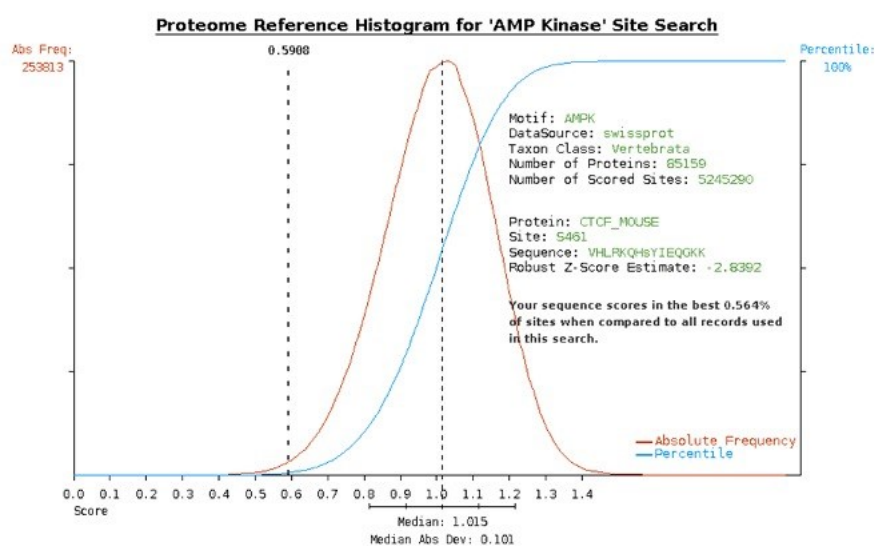 Proteome Reference Histogram for 'AMP Kinase' Site Search
Abs Freq:
253813
0.5908
Percentile:
100%
Motif: AMPK
DataSource: swissprot
Taxon Class: Vertebrata
Number of Proteins: 85159
Number of Scored Sites: 5245290
Protein: CTCF_MOUSE
Site: S461
Sequence: VHLRKQHsYIEQGKK
Robust Z-Score Estimate: -2.8392
Your sequence scores in the best 0.564%
of sites when compared to all records used
in this search.
Absolute Frequency
Percentile
0.0 0.1 0.2 0.3 0.4 0.5 0.6 0.7 0.8 0.9 1.0 1.1 1.2 1.3 1.4
Score
Median: 1.015
Median Abs Dev: 0.101